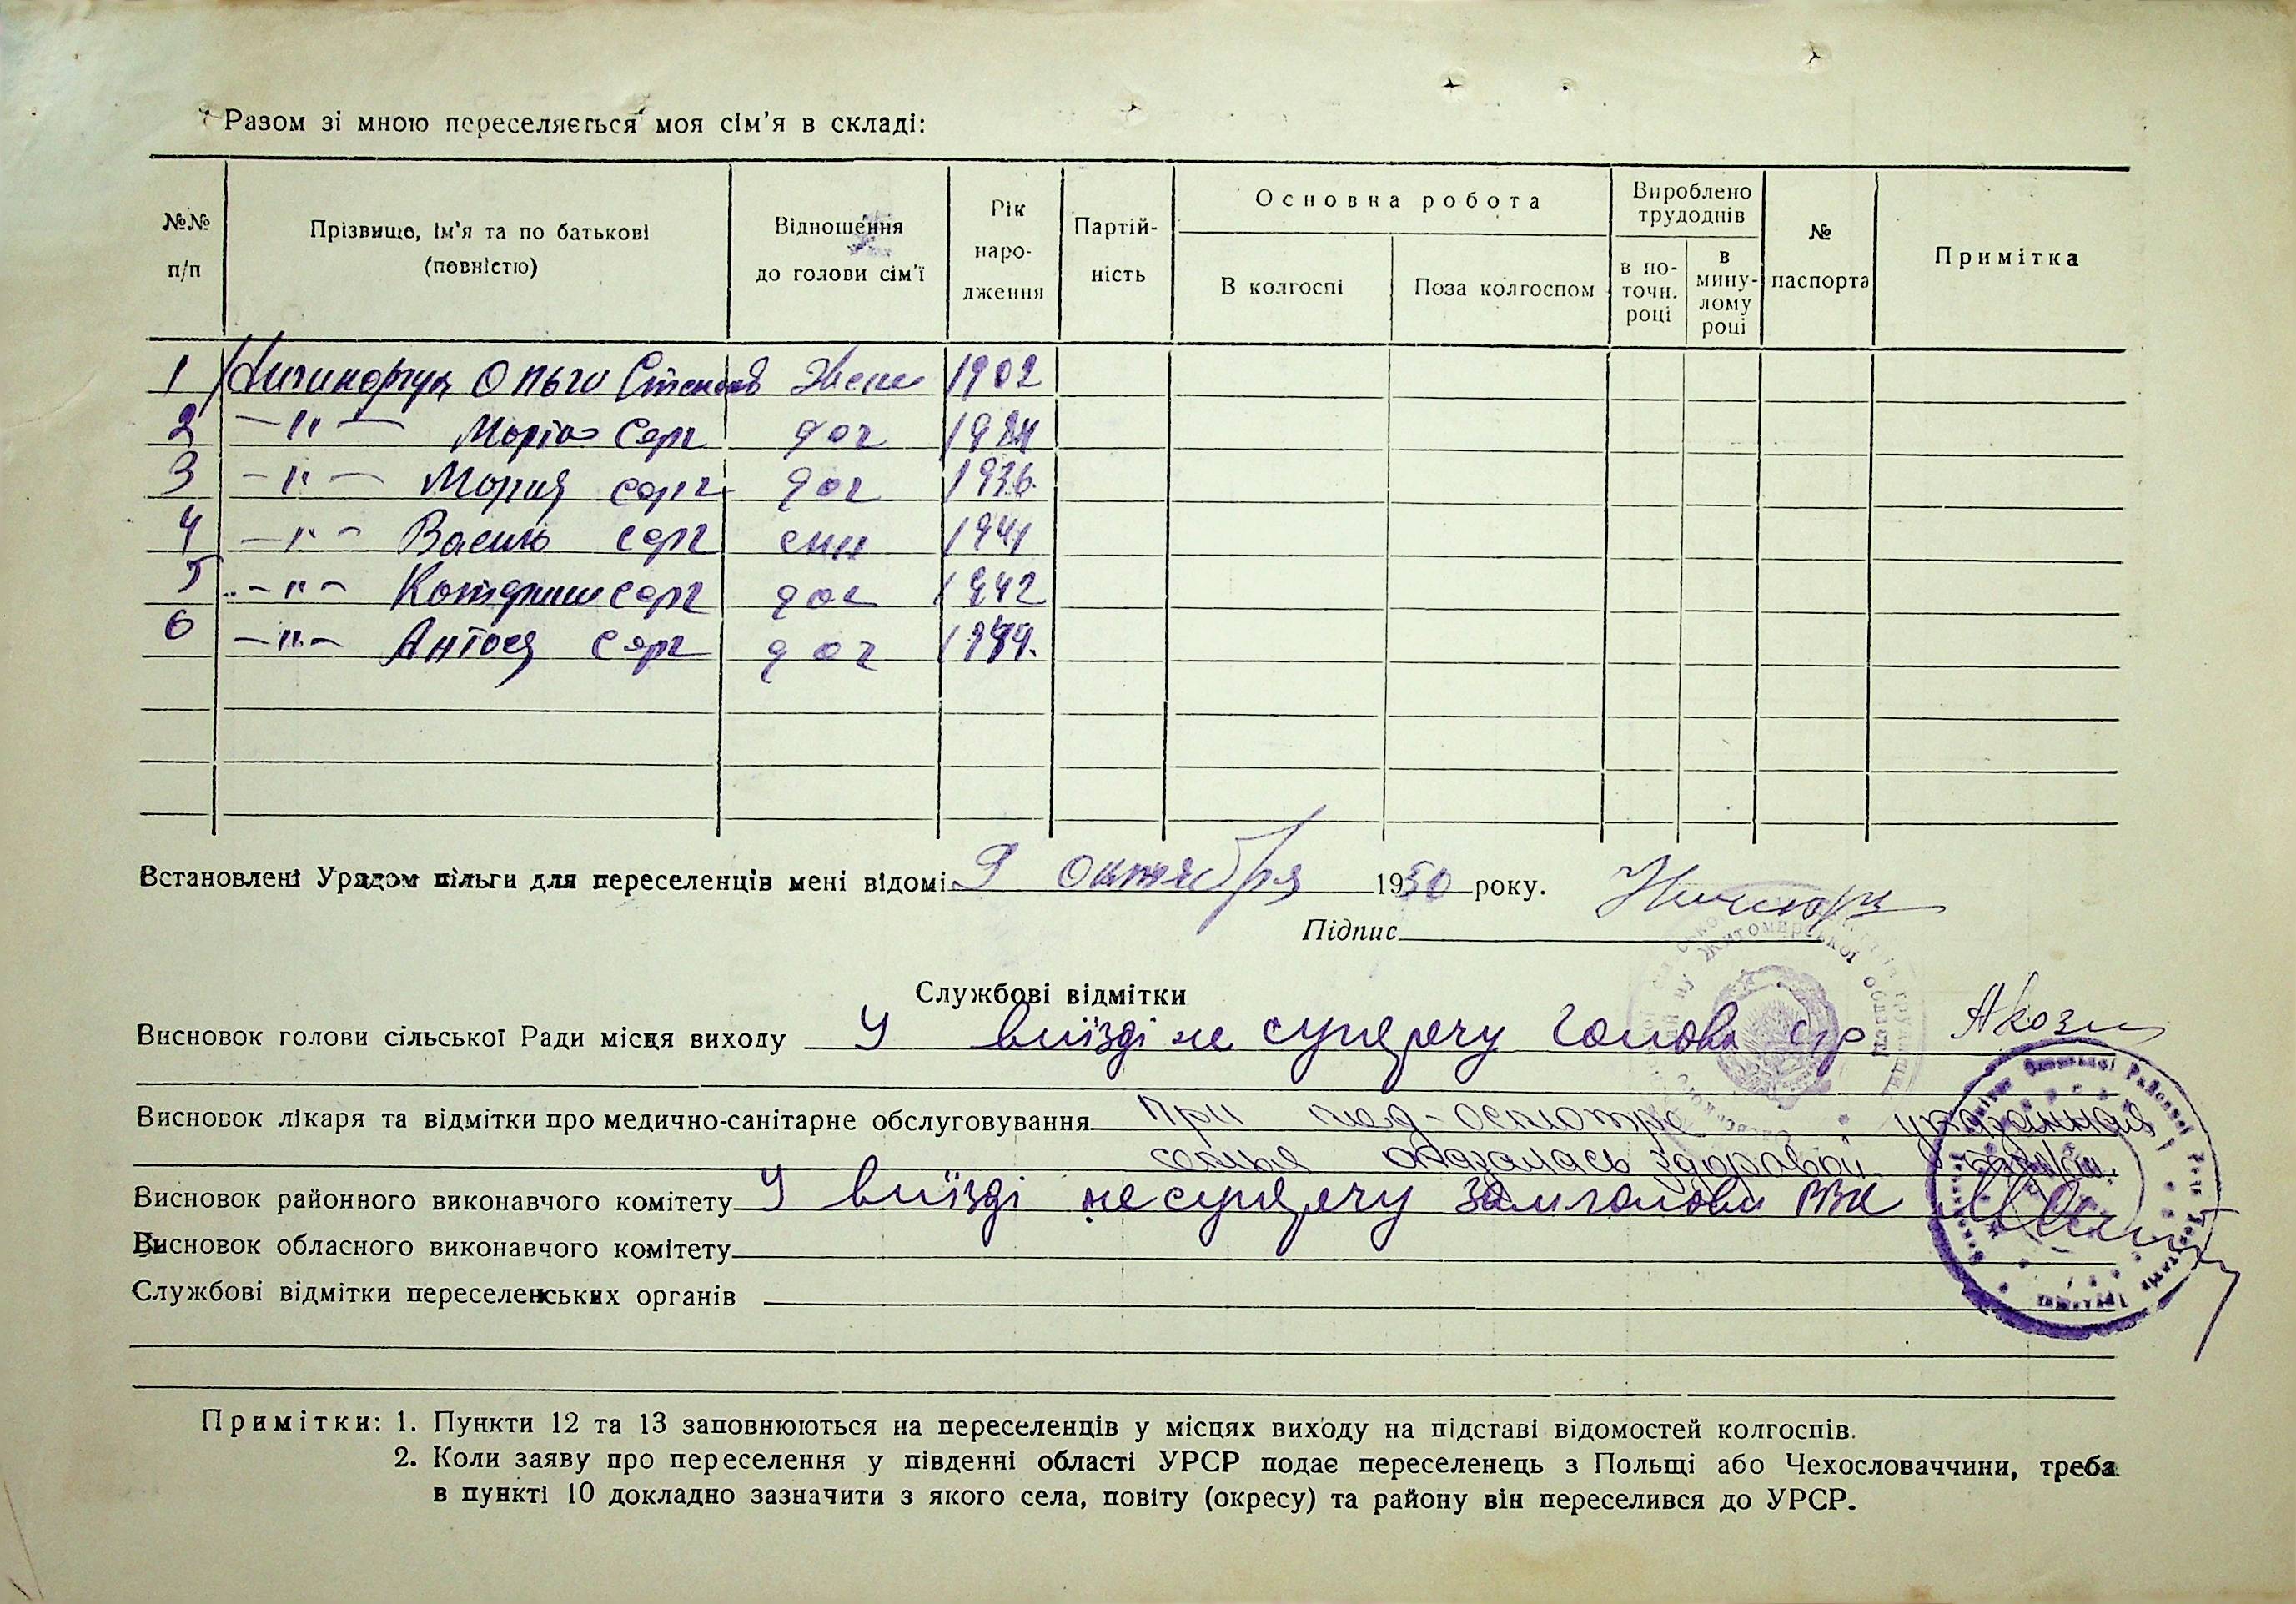 Разом зі мною переселяється моя сім'я в складі:
№№ п/п
Прізвище, ім'я та по батькові (повністю)
Відношення до голови сім'ї
Рік народження
Партійність
Основна робота
В колгоспі
Поза колгоспом
Вироблено трудоднів
в поточн. році
в минулому році
№ паспорта
Примітка
1 Ольги жена 1902
2 —"— Марія Серг доч
3 —"— Мария серг доч 1936
4 —"— Василь серг син 1941
5 —"— серг доч 1942
6 —"— Антося Серг доч
Встановлені Урядом пільги для переселенців мені відомі 9 октября 1950 року.
Підпис
Службові відмітки
Висновок голови сільської Ради місця виходу У виїзді не супереччу Голова с/р
Висновок лікаря та відмітки про медично-санітарне обслуговування При мед-осмотре указанная
семья оказалась здоровой.
Висновок районного виконавчого комітету У виїзді не суперечу Замголови РВК
Висновок обласного виконавчого комітету
Службові відмітки переселенських органів
Примітки: 1. Пункти 12 та 13 заповнюються на переселенців у місцях виходу на підставі відомостей колгоспів.
2. Коли заяву про переселення у південні області УРСР подає переселенець з Польщі або Чехословаччини, треба
в пункті 10 докладно зазначити з якого села, повіту (окресу) та району він переселився до УРСР.